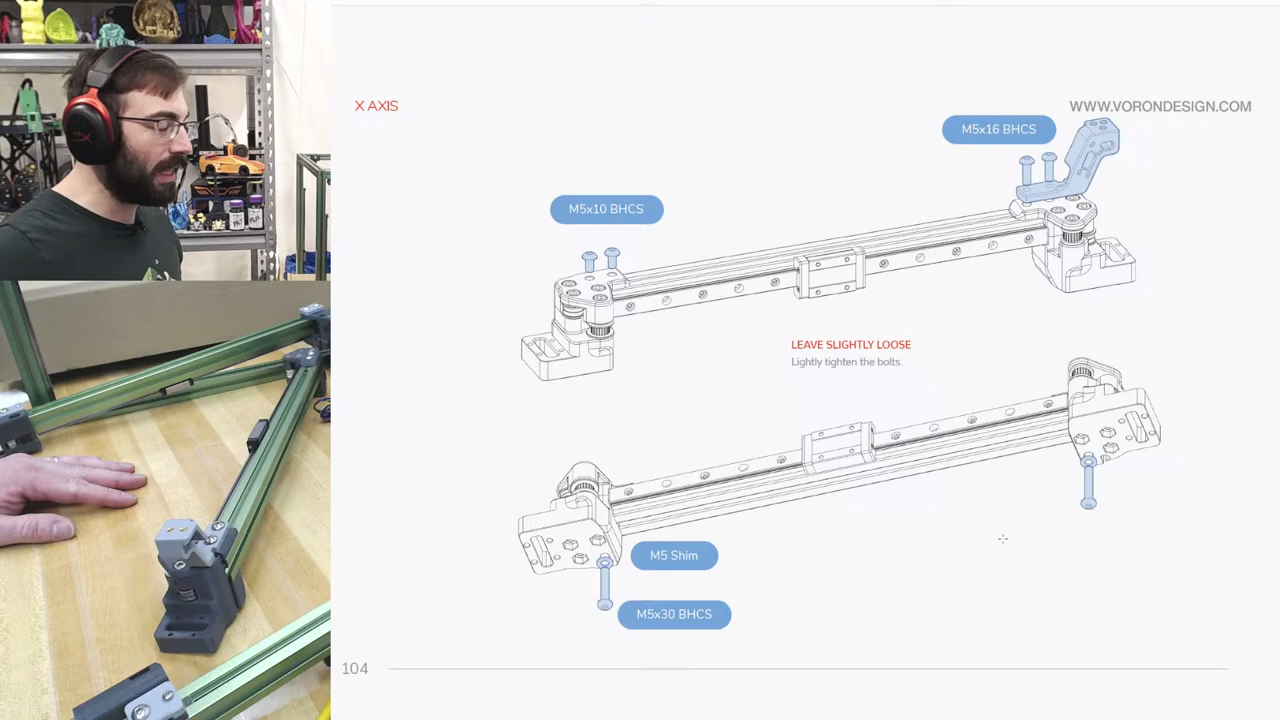 X AXIS
WWW.VORONDESIGN.COM
M5x16 BHCS
M5x10 BHCS
LEAVE SLIGHTLY LOOSE
Lightly tighten the bolts.
M5 Shim
M5x30 BHCS
104